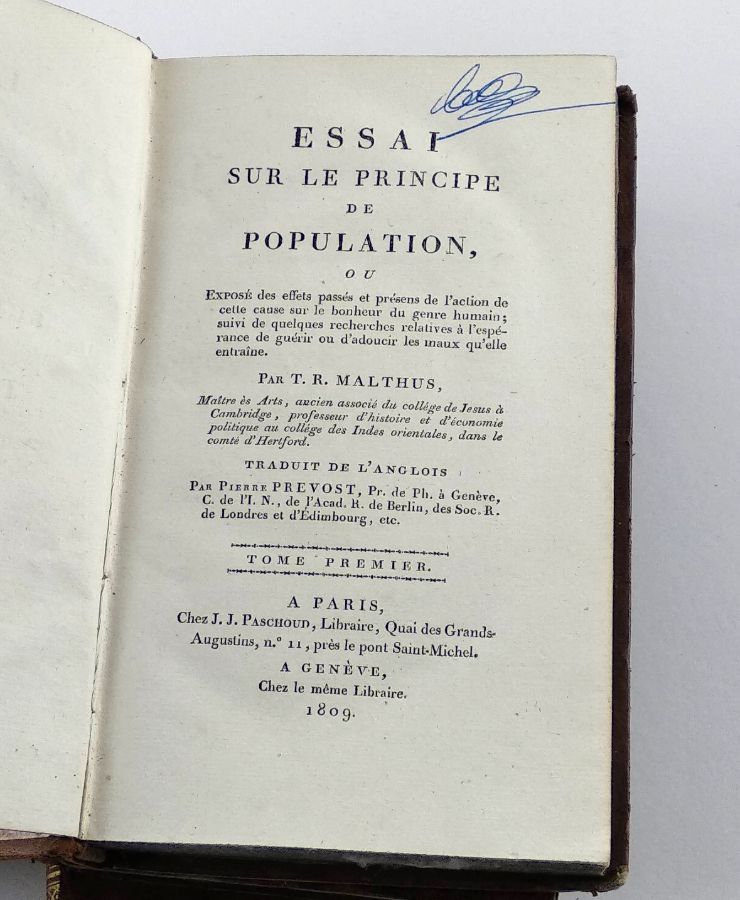 ESSAI
SUR LE PRINCIPE
DE
POPULATION,
OU
EXPOSÉ des effets passés et présens de l'action de
cette cause sur le bonheur du genre humain;
suivi de quelques recherches relatives à l'espé-
rance de guérir ou d'adoucir les maux qu'elle
entraîne.
PAR T. R. MALTHUS,
Maître ès Arts, ancien associé du collége de Jesus à
Cambridge, professeur d'histoire et d'économie
politique au collége des Indes orientales, dans le
comté d'Hertford.
TRADUIT DE L'ANGLOIS
PAR PIERRE PREVOST, Pr. de Ph. à Genève,
C. de l'I. N., de l'Acad. R. de Berlin, des Soc. R.
de Londres et d'Édimbourg, etc.
TOME PREMIER.
A PARIS,
Chez J. J. PASCHOUD, Libraire, Quai des Grands-
Augustins, n.° 11, près le pont Saint-Michel.
A GENÈVE,
Chez le même Libraire.
1809.